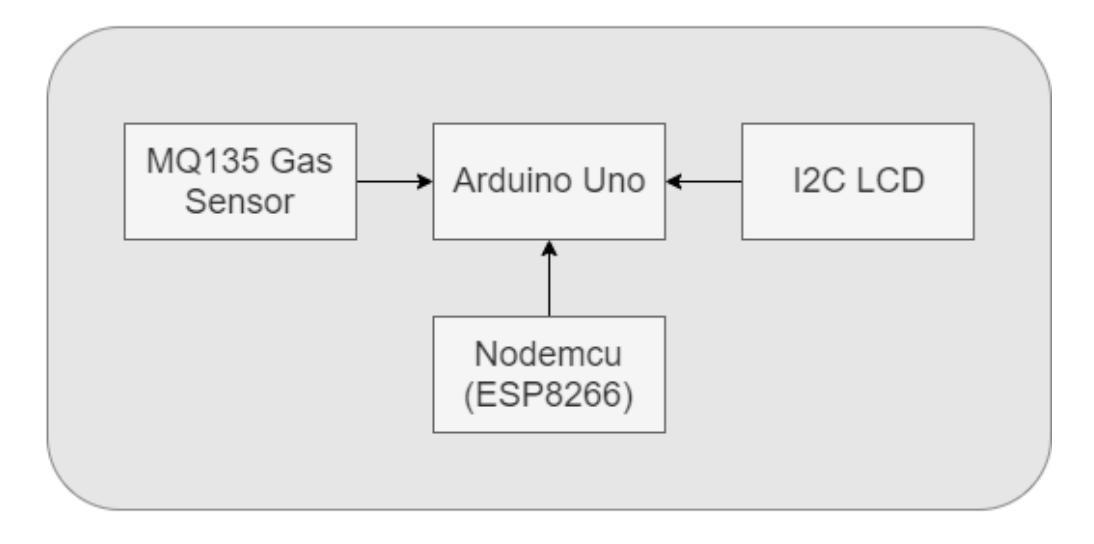 MQ135 Gas
Sensor
Arduino Uno
I2C LCD
Nodemcu
(ESP8266)